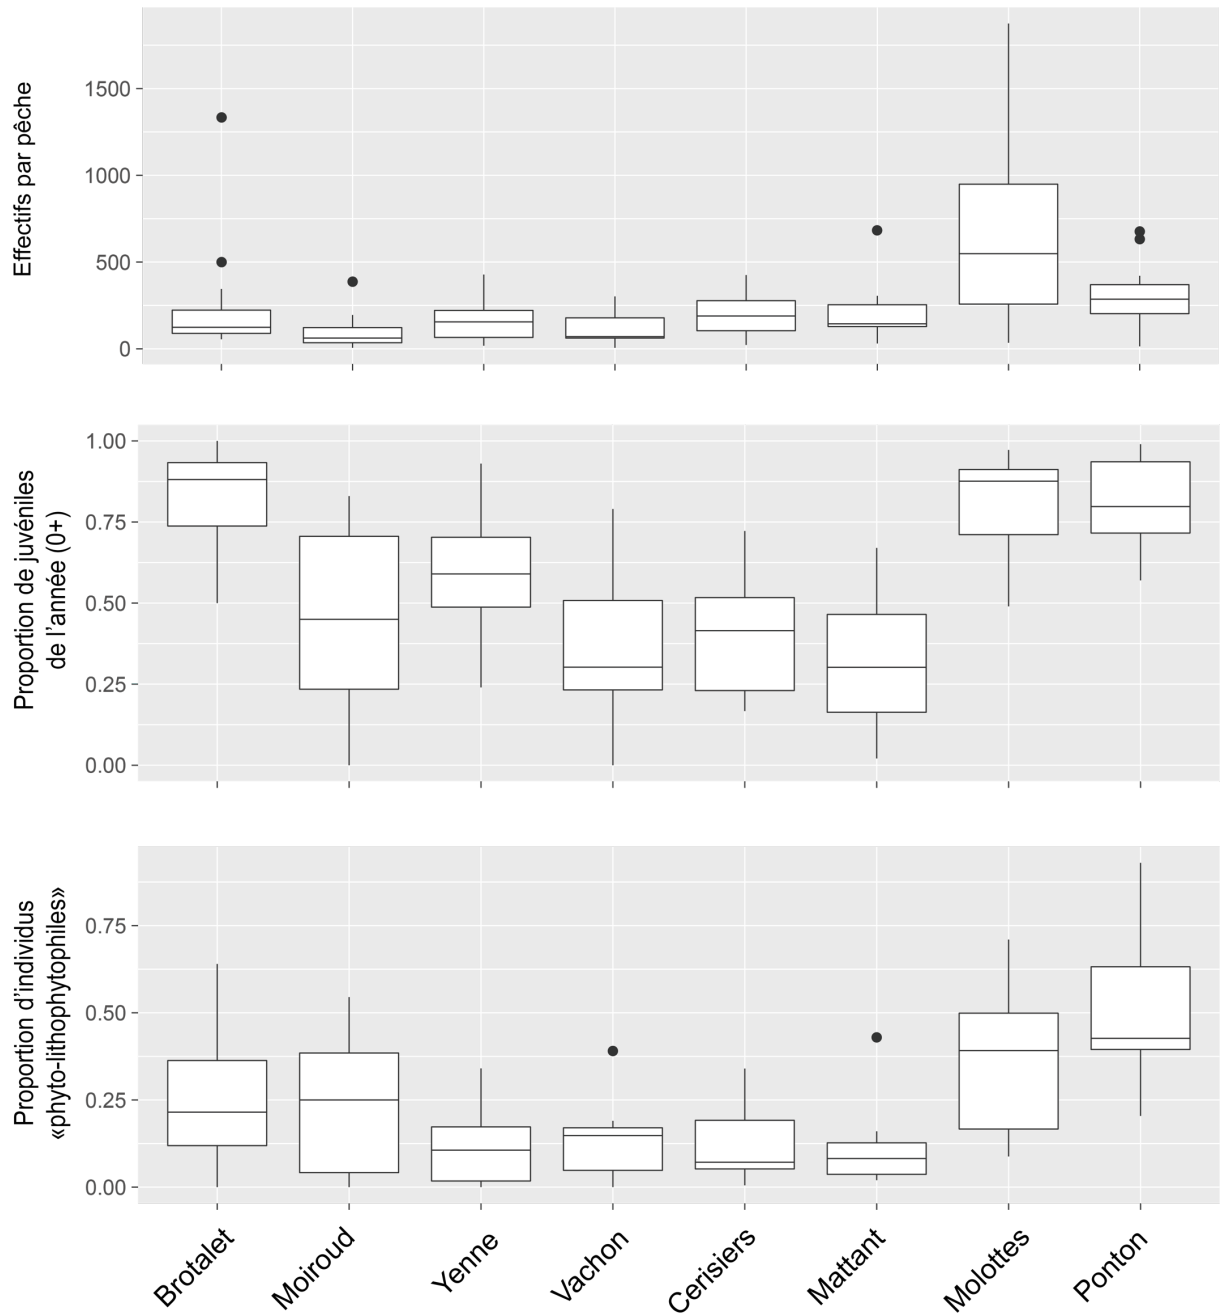 Effectifs par pêche
1500
1000
500
0
Proportion de juvéniles
de l'année (0+)
1.00
0.75
0.50
0.25
0.00
Proportion d'individus
«phyto-lithophytophiles»
0.75
0.50
0.25
0.00
Brotalet
Moiroud
Yenne
Vachon
Cerisiers
Mattant
Molottes
Ponton